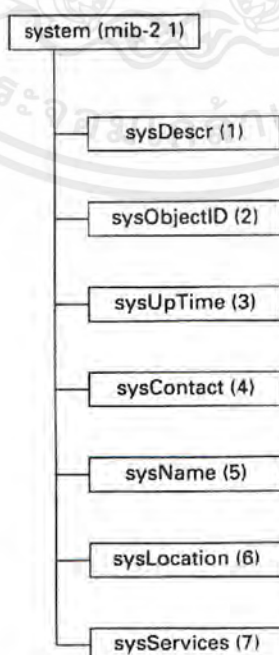 system (mib-2 1)
sysDescr (1)
sysObjectID (2)
sysUpTime (3)
sysContact (4)
sysName (5)
sysLocation (6)
sysServices (7)